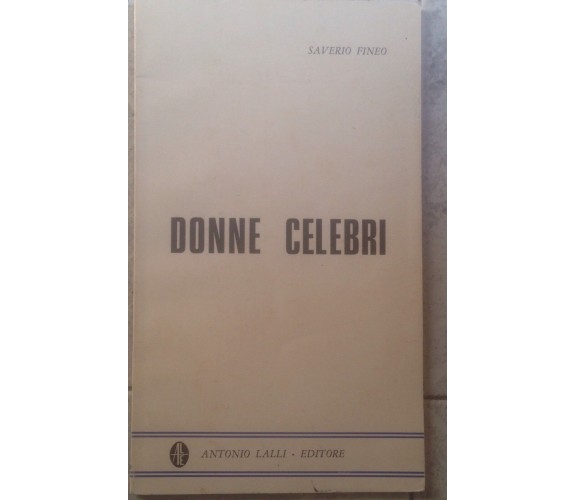 SAVERIO FINEO
DONNE CELEBRI
ANTONIO LALLI - EDITORE